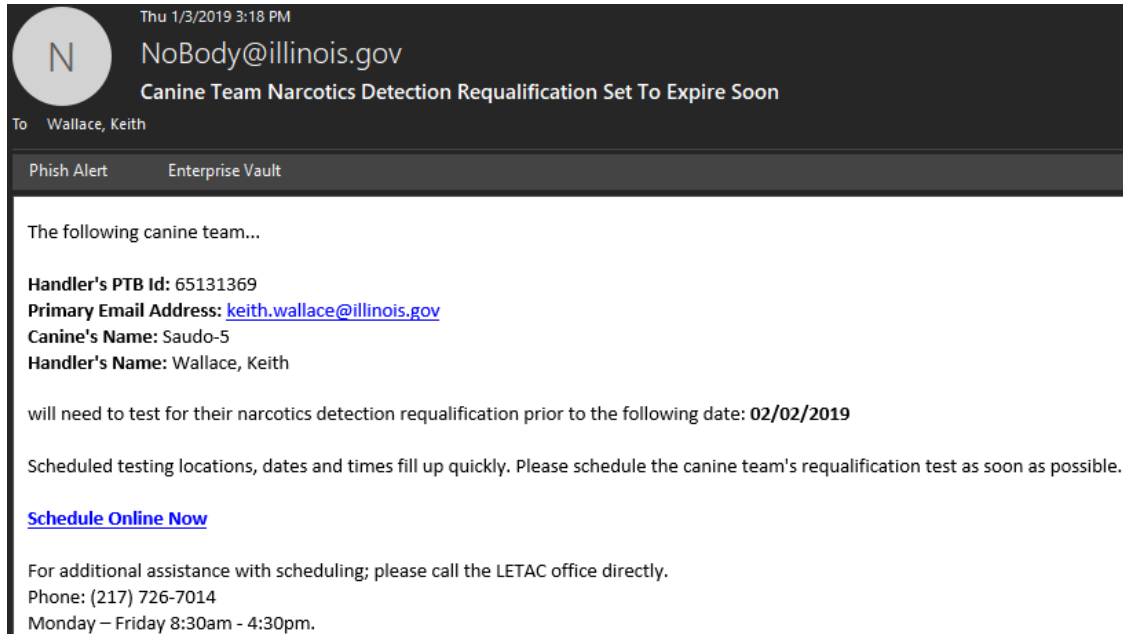 Thu 1/3/2019 3:18 PM
N
NoBody@illinois.gov
Canine Team Narcotics Detection Requalification Set To Expire Soon
To Wallace, Keith
Phish Alert Enterprise Vault
The following canine team...
Handler's PTB Id: 65131369
Primary Email Address: keith.wallace@illinois.gov
Canine's Name: Saudo-5
Handler's Name: Wallace, Keith
will need to test for their narcotics detection requalification prior to the following date: 02/02/2019
Scheduled testing locations, dates and times fill up quickly. Please schedule the canine team's requalification test as soon as possible.
Schedule Online Now
For additional assistance with scheduling; please call the LETAC office directly.
Phone: (217) 726-7014
Monday – Friday 8:30am - 4:30pm.